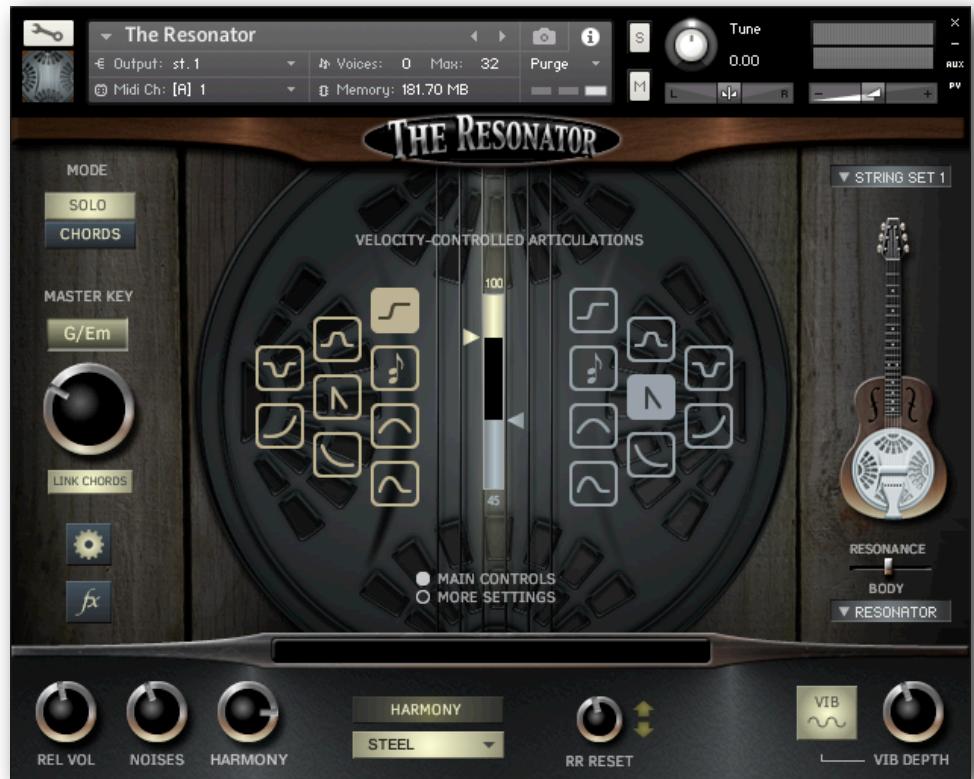 The Resonator
Output: st. 1
Voices: 0 Max: 32
Purge
Midi Ch: [A] 1
Memory: 181.70 MB
S
M
Tune
0.00
L
R
-
+
×
-
AUX
PV
THE RESONATOR
MODE
SOLO
CHORDS
MASTER KEY
G/Em
LINK CHORDS
fx
VELOCITY-CONTROLLED ARTICULATIONS
100
45
MAIN CONTROLS
MORE SETTINGS
STRING SET 1
RESONANCE
BODY
RESONATOR
REL VOL
NOISES
HARMONY
HARMONY
STEEL
RR RESET
VIB
VIB DEPTH